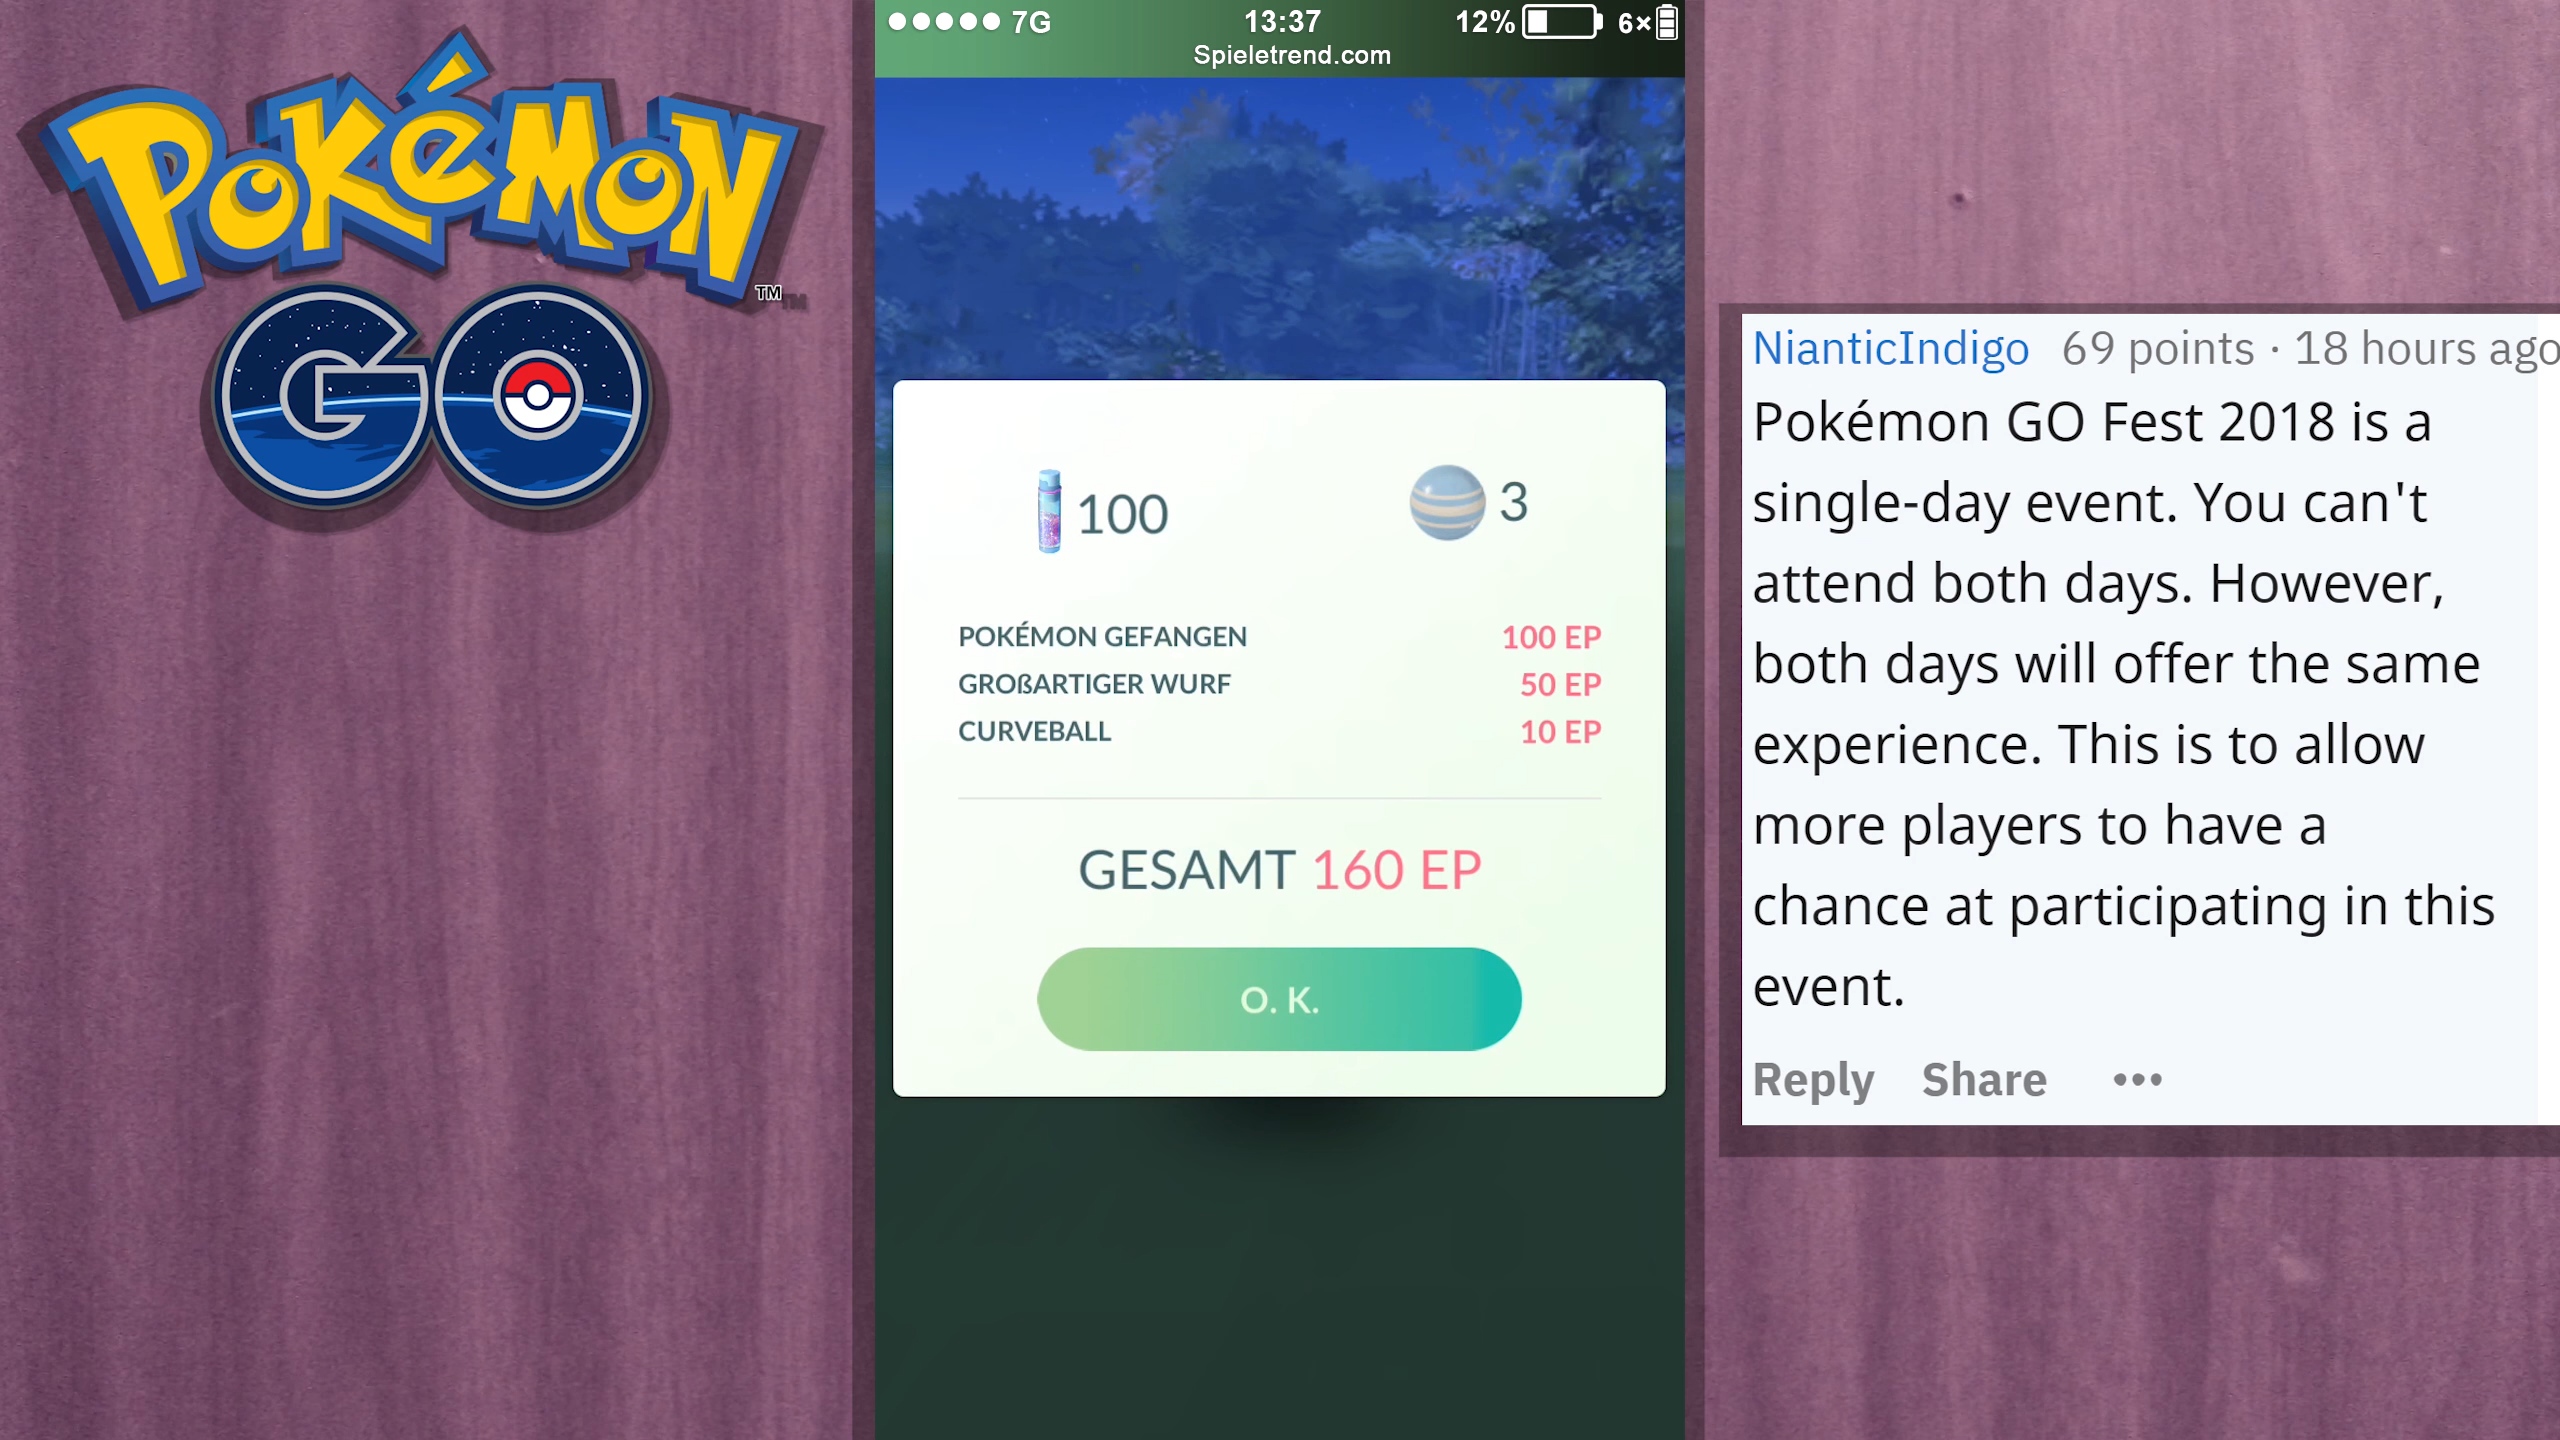 POKéMON
TM
GO
7G 13:37 12% 6×
Spieletrend.com
100 3
POKÉMON GEFANGEN 100 EP
GROßARTIGER WURF 50 EP
CURVEBALL 10 EP
GESAMT 160 EP
O. K.
NianticIndigo 69 points · 18 hours ago
Pokémon GO Fest 2018 is a
single-day event. You can't
attend both days. However,
both days will offer the same
experience. This is to allow
more players to have a
chance at participating in this
event.
Reply Share •••